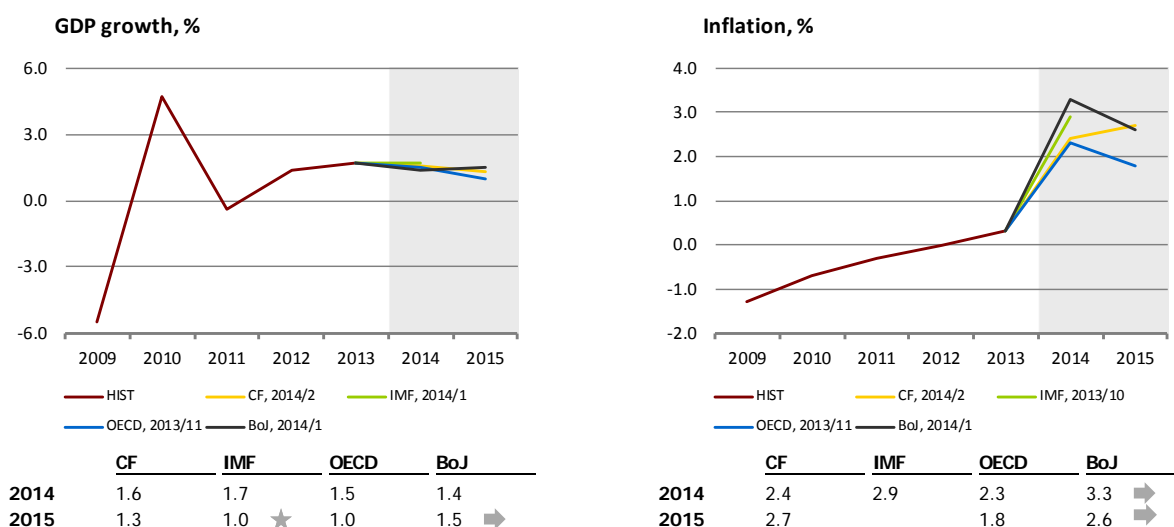 GDP growth, %
6.0
3.0
0.0
-3.0
-6.0
2009 2010 2011 2012 2013 2014 2015
HIST CF, 2014/2 IMF, 2014/1
OECD, 2013/11 BoJ, 2014/1
CF IMF OECD BoJ
2014 1.6 1.7 1.5 1.4
2015 1.3 1.0 1.0 1.5
Inflation, %
4.0
3.0
2.0
1.0
0.0
-1.0
-2.0
2009 2010 2011 2012 2013 2014 2015
HIST CF, 2014/2 IMF, 2013/10
OECD, 2013/11 BoJ, 2014/1
CF IMF OECD BoJ
2014 2.4 2.9 2.3 3.3
2015 2.7 1.8 2.6